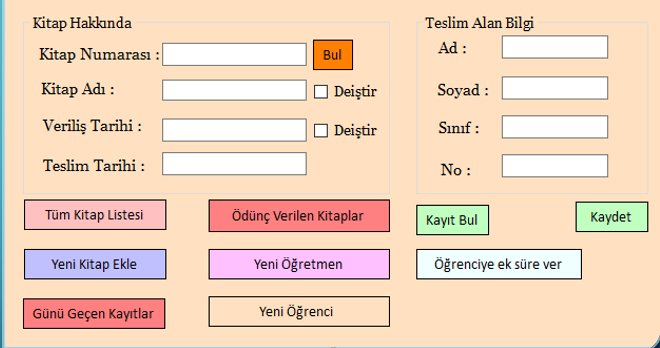 Kitap Hakkında
Kitap Numarası :
Bul
Kitap Adı :
Deiştir
Veriliş Tarihi :
Deiştir
Teslim Tarihi :
Teslim Alan Bilgi
Ad :
Soyad :
Sınıf :
No :
Tüm Kitap Listesi
Ödünç Verilen Kitaplar
Kayıt Bul
Kaydet
Yeni Kitap Ekle
Yeni Öğretmen
Öğrenciye ek süre ver
Günü Geçen Kayıtlar
Yeni Öğrenci